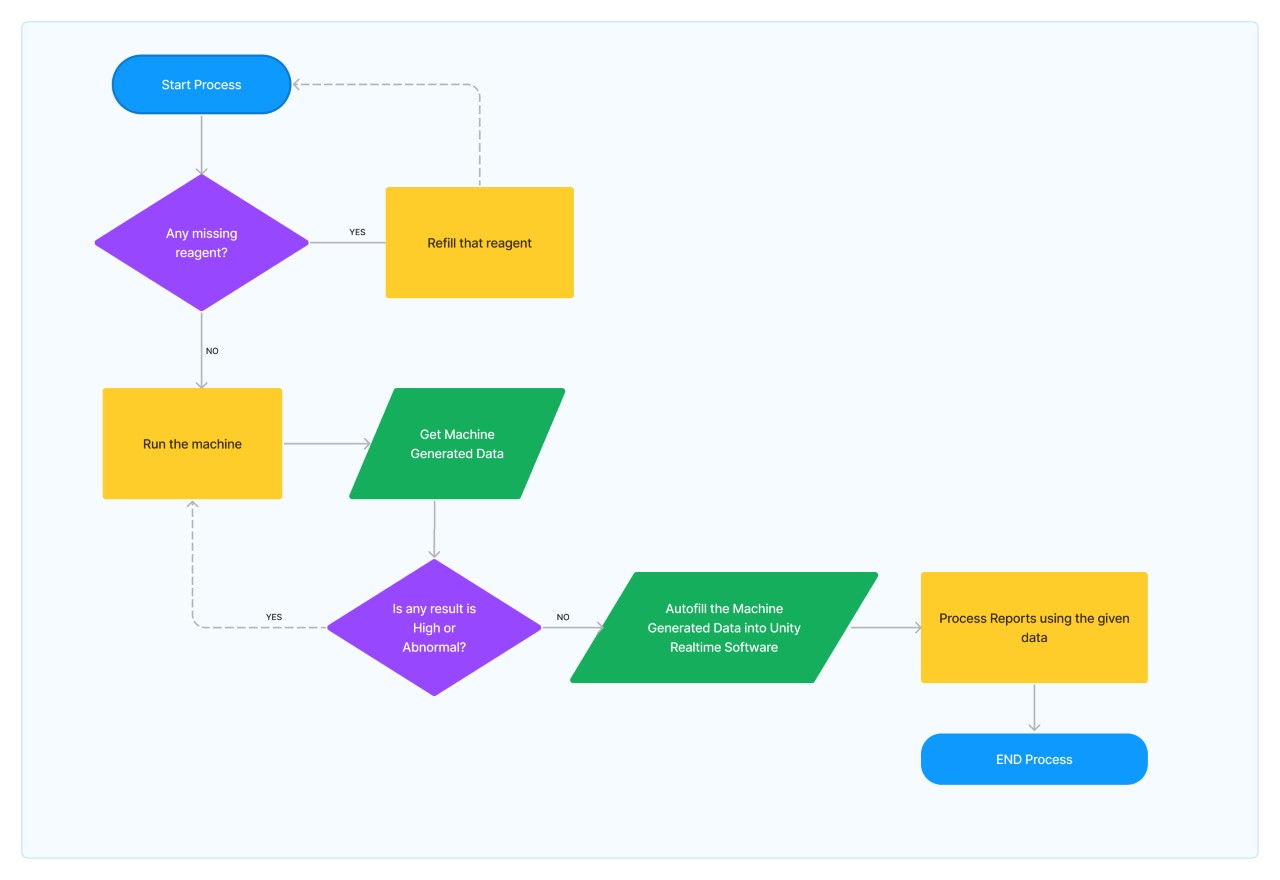 Start Process
Any missing
reagent?
YES
Refill that reagent
NO
Run the machine
Get Machine
Generated Data
Is any result is
High or
Abnormal?
YES
NO
Autofill the Machine
Generated Data into Unity
Realtime Software
Process Reports using the given
data
END Process